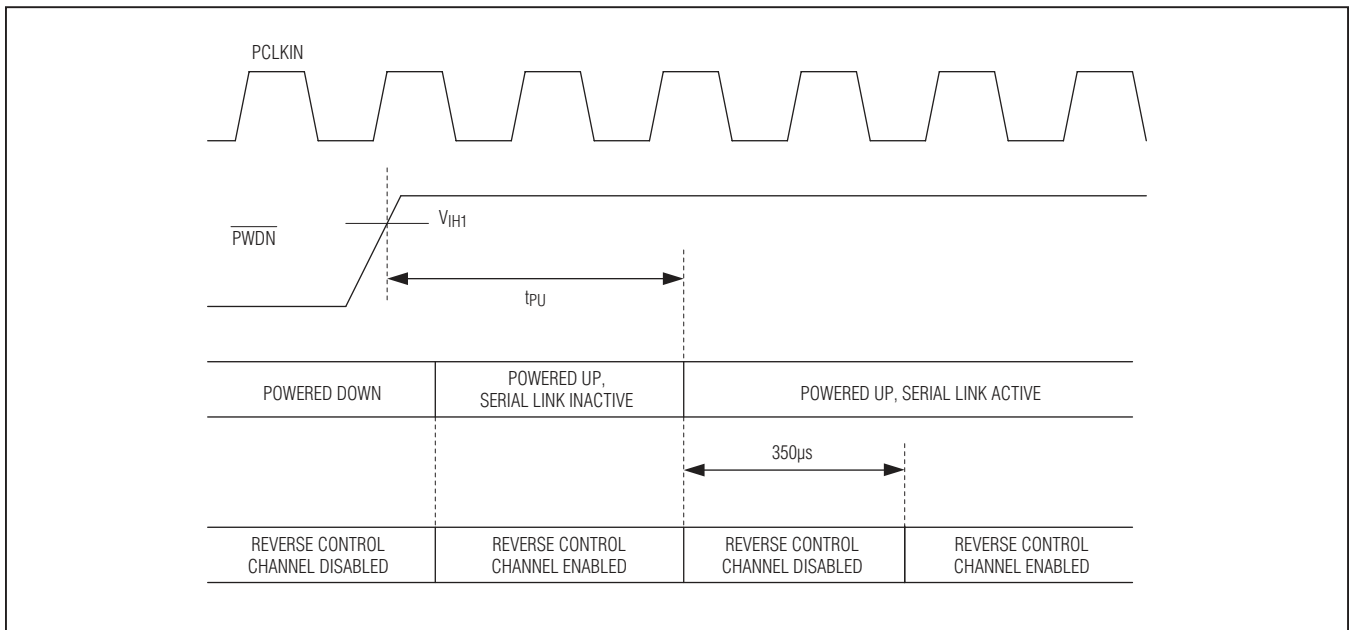 PCLKIN
VIH1
PWDN
tPU
POWERED DOWN
POWERED UP,
SERIAL LINK INACTIVE
POWERED UP, SERIAL LINK ACTIVE
350µs
REVERSE CONTROL
CHANNEL DISABLED
REVERSE CONTROL
CHANNEL ENABLED
REVERSE CONTROL
CHANNEL DISABLED
REVERSE CONTROL
CHANNEL ENABLED